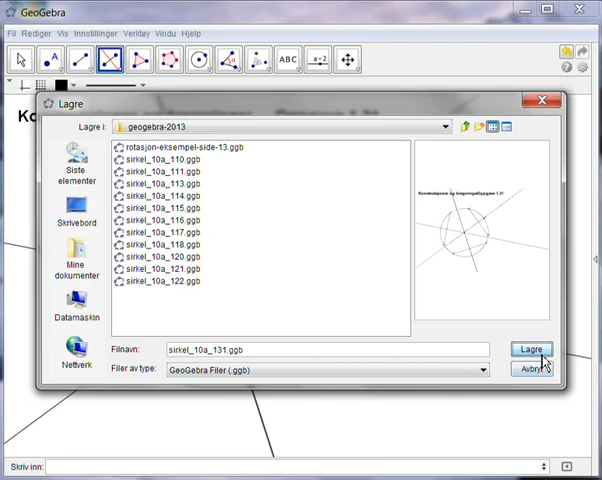 GeoGebra
Fil Rediger Vis Innstillinger Verktøy Vindu Hjelp
ABC
a=2
Lagre
Lagre i: geogebra-2013
Siste elementer
Skrivebord
Mine dokumenter
Datamaskin
Nettverk
rotasjon-eksempel-side-13.ggb
sirkel_10a_110.ggb
sirkel_10a_111.ggb
sirkel_10a_113.ggb
sirkel_10a_114.ggb
sirkel_10a_115.ggb
sirkel_10a_116.ggb
sirkel_10a_117.ggb
sirkel_10a_118.ggb
sirkel_10a_120.ggb
sirkel_10a_121.ggb
sirkel_10a_122.ggb
Filnavn: sirkel_10a_131.ggb
Lagre
Filer av type: GeoGebra Filer (.ggb)
Avbryt
Skriv inn: